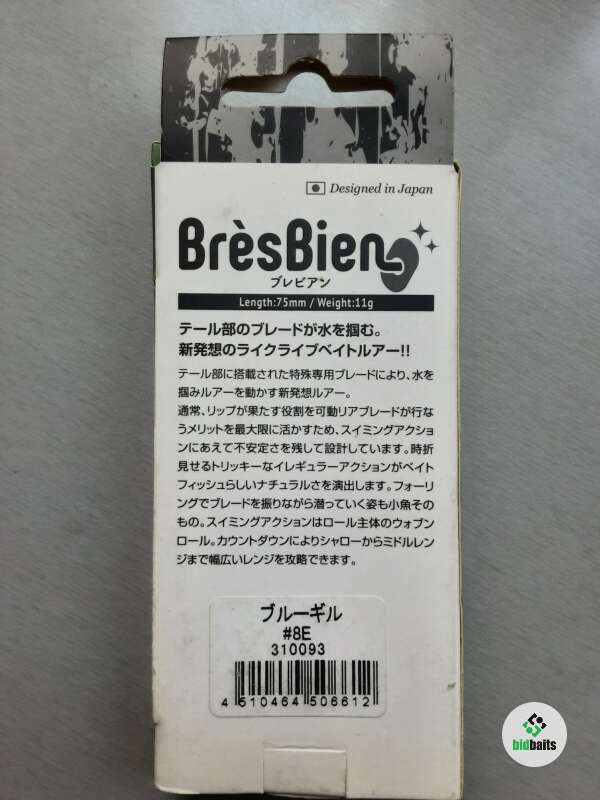 Designed in Japan
BrèsBien
ブレビアン
Length:75mm / Weight:11g
テール部のブレードが水を掴む。
新発想のライクライブベイトルアー!!
テール部に搭載された特殊専用ブレードにより、水を
掴みルアーを動かす新発想ルアー。
通常、リップが果たす役割を可動リアブレードが行な
うメリットを最大限に活かすため、スイミングアクショ
ンにあえて不安定さを残して設計しています。時折
見せるトリッキーなイレギュラーアクションがベイト
フィッシュらしいナチュラルさを演出します。フォーリ
ングでブレードを振りながら潜っていく姿も小魚その
もの。スイミングアクションはロール主体のウォブン
ロール。カウントダウンによりシャローからミドルレン
ジまで幅広いレンジを攻略できます。
ブルーギル
#8E
310093
4 510464 506612
bidbaits